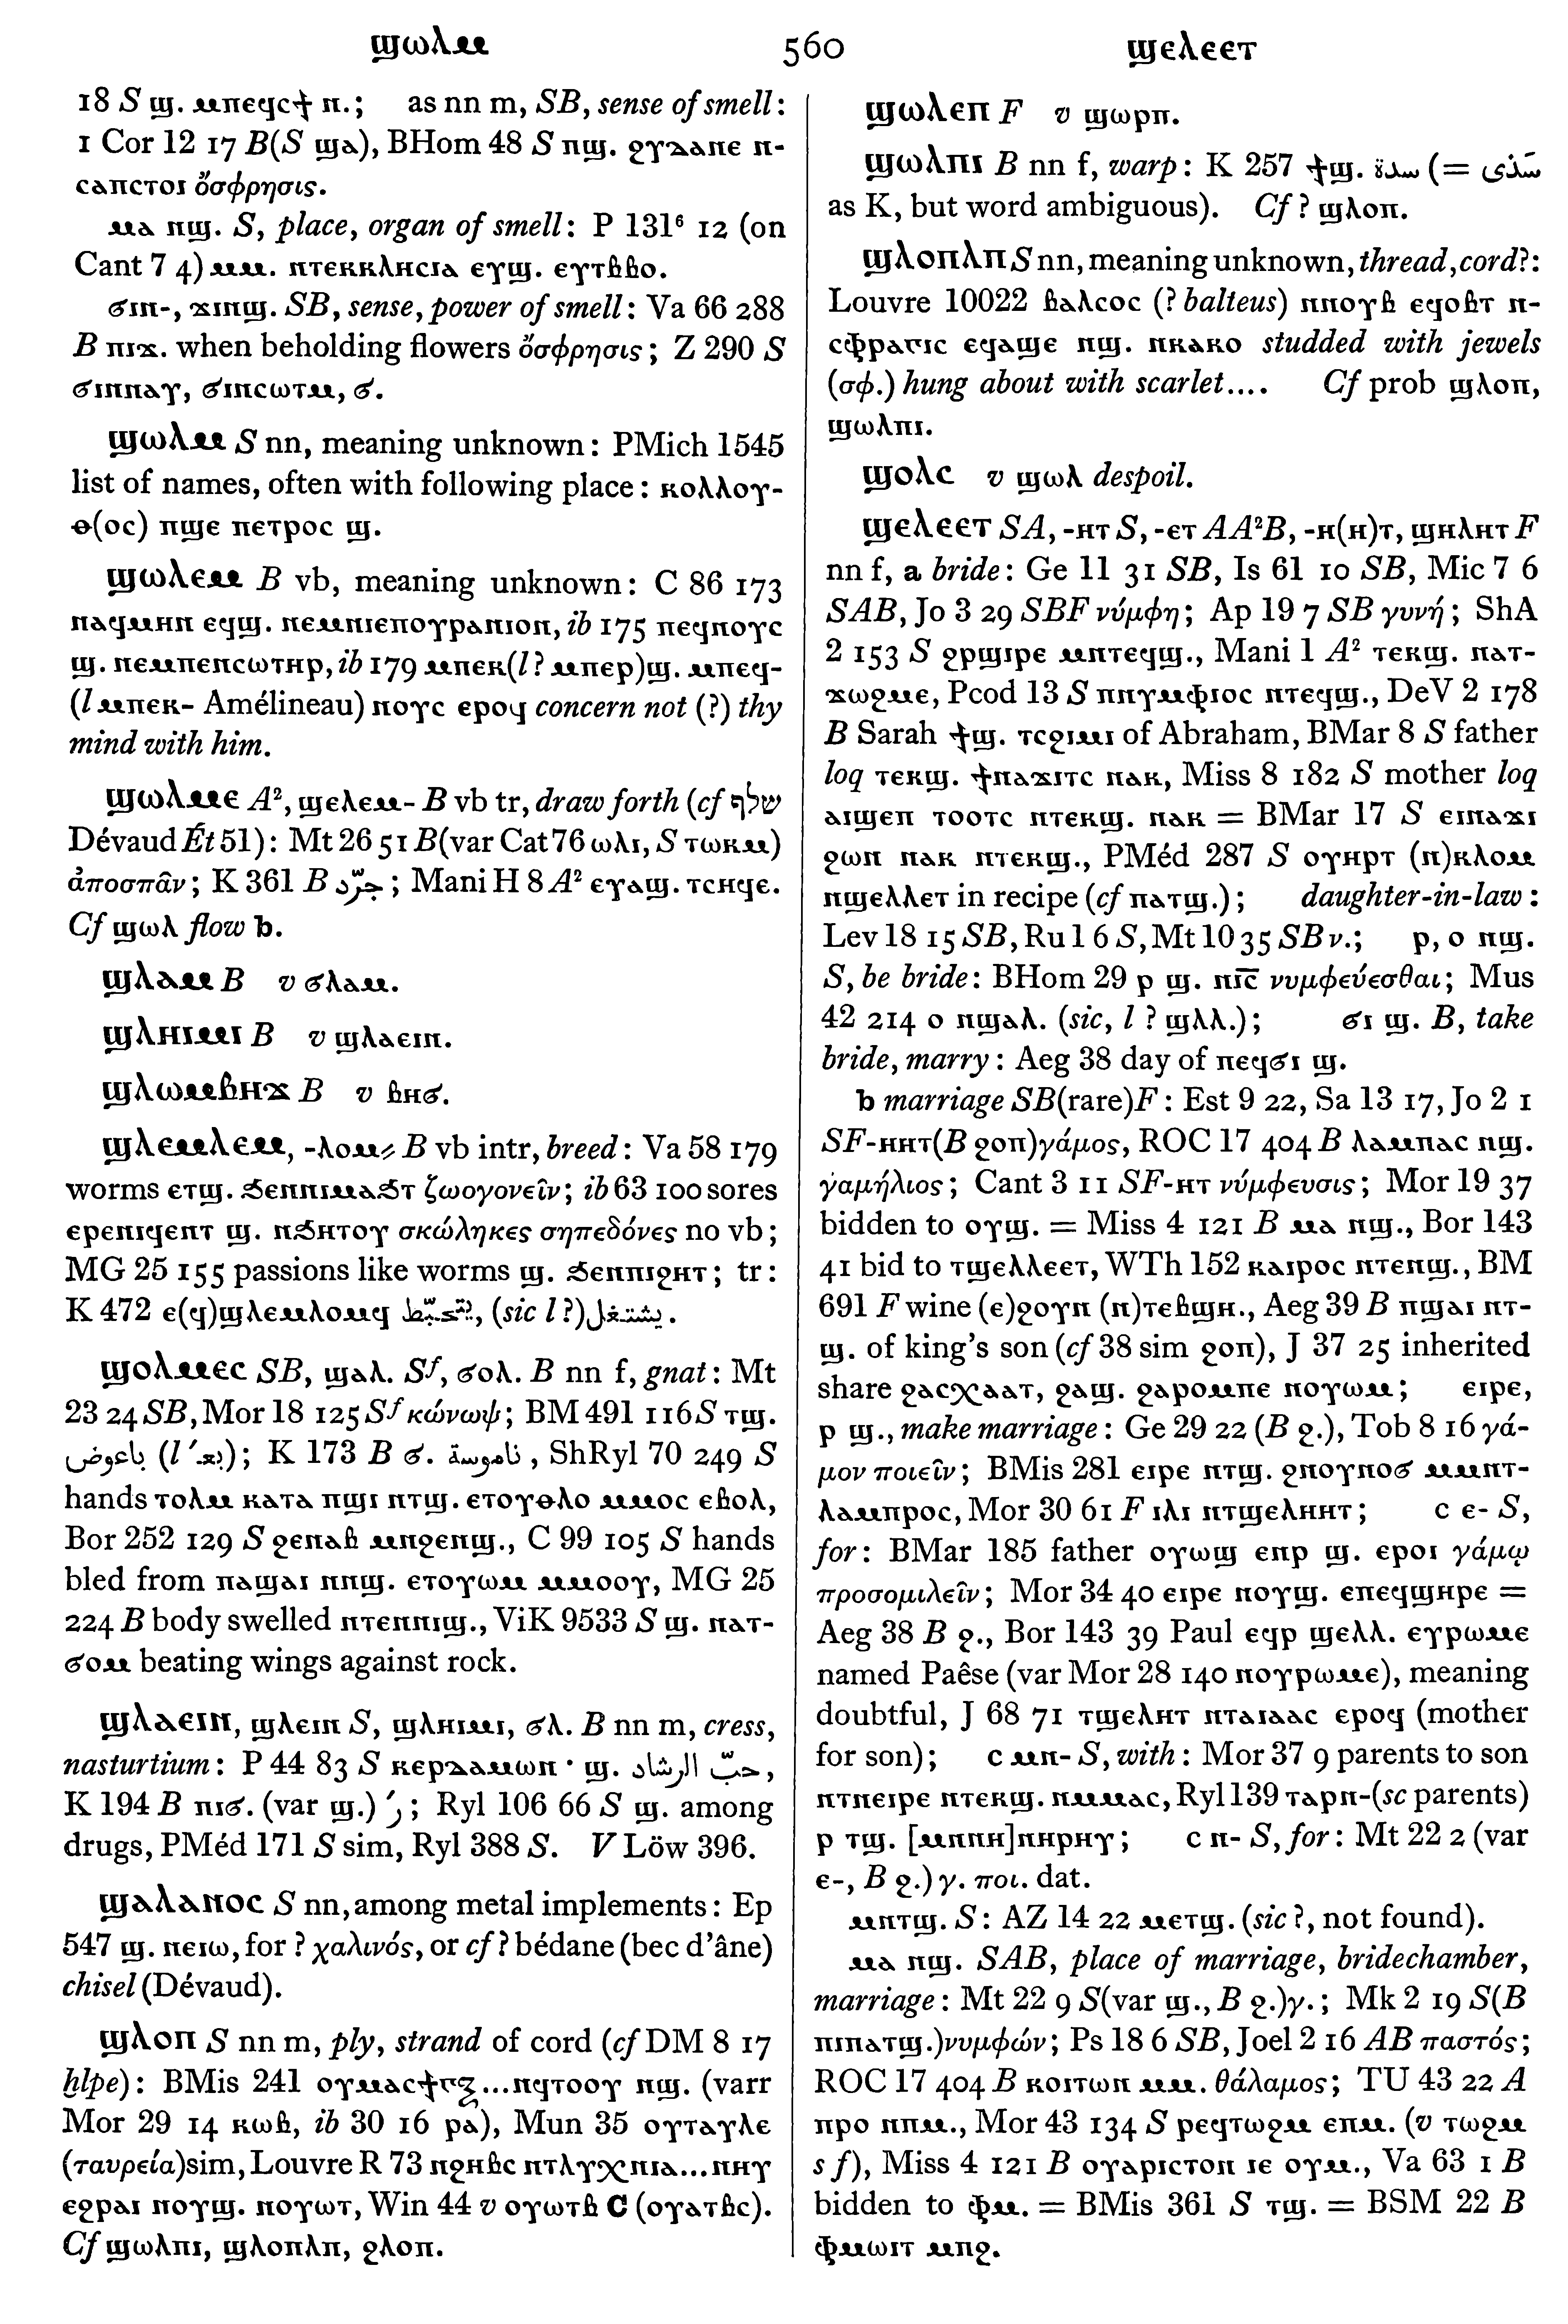 ϣⲱⲗⲙ 560 ϣⲉⲗⲉⲉⲧ
18 S ϣ. ⲙⲡⲉϥⲥϯ ⲛ.; as nn m, SB, sense of smell:
1 Cor 12 17 B(S ϣⲁ), BHom 48 S ⲡϣ. ϩⲩⲇⲁⲛⲉ ⲛ-
ⲥⲁⲡⲥⲧⲟⲓ ὄσφρησις.
ⲙⲁ ⲛϣ. S, place, organ of smell: P 131⁶ 12 (on
Cant 7 4) ⲙⲙ. ⲛⲧⲉⲕⲕⲗⲏⲥⲓⲁ ⲉⲩϣ. ⲉⲩⲧⲃⲃⲟ.
ϭⲓⲛ-, ϫⲓⲛϣ. SB, sense, power of smell: Va 66 288
B ⲡⲓϫ. when beholding flowers ὄσφρησις; Z 290 S
ϭⲓⲛⲛⲁⲩ, ϭⲓⲛⲥⲱⲧⲙ, ϭ.
ϣⲱⲗⲙ S nn, meaning unknown: PMich 1545
list of names, often with following place: ⲕⲟⲗⲗⲟⲩ-
ⲑ(ⲟⲥ) ⲡϣⲉ ⲡⲉⲧⲣⲟⲥ ϣ.
ϣⲱⲗⲉⲙ B vb, meaning unknown: C 86 173
ⲛⲁϥⲙⲏⲛ ⲉϥϣ. ⲛⲉⲙⲡⲓⲉⲡⲟⲩⲣⲁⲛⲓⲟⲛ, ib 175 ⲡⲉϥⲛⲟⲩⲥ
ϣ. ⲛⲉⲙⲡⲉⲛⲥⲱⲧⲏⲣ, ib 179 ⲙⲡⲉⲕ(l ? ⲙⲡⲉⲣ)ϣ. ⲙⲡⲉϥ-
(l ⲙⲡⲉⲕ- Amélineau) ⲛⲟⲩⲥ ⲉⲣⲟϥ concern not (?) thy
mind with him.
ϣⲱⲗⲙⲉ A², ϣⲉⲗⲉⲙ- B vb tr, draw forth (cf שלף
Dévaud Ét 51): Mt 26 51 B(var Cat 76 ⲱⲗⲓ, S ⲧⲱⲕⲙ)
ἀποσπᾶν; K 361 B جرّد; Mani H 8 A² ⲉⲩⲁϣ. ⲧⲥⲏϥⲉ.
Cf ϣⲱⲗ flow b.
ϣⲗⲁⲙ B v ϭⲗⲁⲙ.
ϣⲗⲏⲓⲙⲓ B v ϣⲗⲁⲉⲓⲛ.
ϣⲗⲱⲙⲃⲏϫ B v ⲃⲏϭ.
ϣⲗⲉⲙⲗⲉⲙ, -ⲗⲟⲙ⸗ B vb intr, breed: Va 58 179
worms ⲉⲧϣ. ϧⲉⲛⲛⲓⲙⲁϧⲧ ζωογονεῖν; ib 63 100 sores
ⲉⲣⲉⲛⲓϥⲉⲛⲧ ϣ. ⲛϧⲏⲧⲟⲩ σκώληκες σηπεδόνες no vb;
MG 25 155 passions like worms ϣ. ϧⲉⲛⲡⲓϩⲏⲧ; tr:
K 472 ⲉ(ϥ)ϣⲗⲉⲙⲗⲟⲙϥ , (sic l ?) يشتغل.
ϣⲟⲗⲙⲉⲥ SB, ϣⲁⲗ. Sᶠ, ϭⲟⲗ. B nn f, gnat: Mt
23 24 SB, Mor 18 125 Sᶠ κώνωψ; BM 491 116 S ⲧϣ.
باعوض (l ′بع); K 173 B ϭ. ناموسة, ShRyl 70 249 S
hands ⲧⲟⲗⲙ ⲕⲁⲧⲁ ⲡϣⲓ ⲛⲧϣ. ⲉⲧⲟⲩⲑⲗⲟ ⲙⲙⲟⲥ ⲉⲃⲟⲗ,
Bor 252 129 S ϩⲉⲛⲁⲃ ⲙⲛϩⲉⲛϣ., C 99 105 S hands
bled from ⲡⲁϣⲁⲓ ⲛⲛϣ. ⲉⲧⲟⲩⲱⲙ ⲙⲙⲟⲟⲩ, MG 25
224 B body swelled ⲛⲧⲉⲛⲛⲓϣ., ViK 9533 S ϣ. ⲛⲁⲧ-
ϭⲟⲙ beating wings against rock.
ϣⲗⲁⲉⲓⲛ, ϣⲗⲉⲓⲛ S, ϣⲗⲏⲓⲙⲓ, ϭⲗ. B nn m, cress,
nasturtium: P 44 83 S ⲕⲉⲣⲇⲁⲙⲱⲛ · ϣ. حبّ الرشاد,
K 194 B ⲡⲓϭ. (var ϣ.) ′ر; Ryl 106 66 S ϣ. among
drugs, PMéd 171 S sim, Ryl 388 S. V Löw 396.
ϣⲁⲗⲁⲛⲟⲥ S nn, among metal implements: Ep
547 ϣ. ⲛⲉⲓⲱ, for ? χαλινός, or cf ? bédane (bec d'âne)
chisel (Dévaud).
ϣⲗⲟⲡ S nn m, ply, strand of cord (cf DM 8 17
ẖlpe): BMis 241 ⲟⲩⲙⲁⲥϯⲅⲝ...ⲛϥⲧⲟⲟⲩ ⲛϣ. (varr
Mor 29 14 ⲕⲱⲃ, ib 30 16 ⲣⲁ), Mun 35 ⲟⲩⲧⲁⲩⲗⲉ
(ταυρεία) sim, Louvre R 73 ⲛϩⲏⲃⲥ ⲛⲧⲗⲩⲭⲛⲓⲁ...ⲛⲏⲩ
ⲉϩⲣⲁⲓ ⲛⲟⲩϣ. ⲛⲟⲩⲱⲧ, Win 44 v ⲟⲩⲱⲧⲃ C (ⲟⲩⲁⲧⲃⲥ).
Cf ϣⲱⲗⲡⲓ, ϣⲗⲟⲡⲗⲡ, ϩⲗⲟⲡ.
ϣⲱⲗⲉⲡ F v ϣⲱⲣⲡ.
ϣⲱⲗⲡⲓ B nn f, warp: K 257 ϯϣ. سدة (= سَدًى
as K, but word ambiguous). Cf ? ϣⲗⲟⲡ.
ϣⲗⲟⲡⲗⲡ S nn, meaning unknown, thread, cord?:
Louvre 10022 ⲃⲁⲗⲥⲟⲥ (? balteus) ⲛⲛⲟⲩⲃ ⲉϥⲟⲃⲧ ⲛ-
ⲥⲫⲣⲁⲅⲓⲥ ⲉϥⲁϣⲉ ⲛϣ. ⲛⲕⲁⲕⲟ studded with jewels
(σφ.) hung about with scarlet.... Cf prob ϣⲗⲟⲡ,
ϣⲱⲗⲡⲓ.
ϣⲟⲗⲥ v ϣⲱⲗ despoil.
ϣⲉⲗⲉⲉⲧ SA, -ⲏⲧ S, -ⲉⲧ AA²B, -ⲏ(ⲏ)ⲧ, ϣⲏⲗⲏⲧ F
nn f, a bride: Ge 11 31 SB, Is 61 10 SB, Mic 7 6
SAB, Jo 3 29 SBF νύμφη; Ap 19 7 SB γυνή; ShA
2 153 S ϩⲣϣⲓⲣⲉ ⲙⲛⲧⲉϥϣ., Mani 1 A² ⲧⲉⲕϣ. ⲛⲁⲧ-
ϫⲱϩⲙⲉ, Pcod 13 S ⲡⲛⲩⲙⲫⲓⲟⲥ ⲛⲧⲉϥϣ., DeV 2 178
B Sarah ϯϣ. ⲧⲥϩⲓⲙⲓ of Abraham, BMar 8 S father
loq ⲧⲉⲕϣ. ϯⲛⲁϫⲓⲧⲥ ⲛⲁⲕ, Miss 8 182 S mother loq
ⲁⲓϣⲉⲡ ⲧⲟⲟⲧⲥ ⲛⲧⲉⲕϣ. ⲛⲁⲕ = BMar 17 S ⲉⲓⲛⲁϫⲓ
ϩⲱⲛ ⲛⲁⲕ ⲛⲧⲉⲕϣ., PMéd 287 S ⲟⲩⲏⲣⲧ (ⲛ)ⲕⲗⲟⲙ
ⲛϣⲉⲗⲗⲉⲧ in recipe (cf ⲡⲁⲧϣ.); daughter-in-law:
Lev 18 15 SB, Ru 1 6 S, Mt 10 35 SB ν.; ⲣ, ⲟ ⲛϣ.
S, be bride: BHom 29 ⲣ ϣ. ⲛⲓ̅ⲥ̅ νυμφεύεσθαι; Mus
42 214 ⲟ ⲛϣⲁⲗ. (sic, l ? ϣⲗⲗ.); ϭⲓ ϣ. B, take
bride, marry: Aeg 38 day of ⲡⲉϥϭⲓ ϣ.
b marriage SB(rare)F: Est 9 22, Sa 13 17, Jo 2 1
SF-ⲏⲏⲧ(B ϩⲟⲡ)γάμος, ROC 17 404 B ⲗⲁⲙⲡⲁⲥ ⲛϣ.
γαμήλιος; Cant 3 11 SF-ⲏⲧ νύμφευσις; Mor 19 37
bidden to ⲟⲩϣ. = Miss 4 121 B ⲙⲁ ⲛϣ., Bor 143
41 bid to ⲧϣⲉⲗⲗⲉⲉⲧ, WTh 152 ⲕⲁⲓⲣⲟⲥ ⲛⲧⲉⲛϣ., BM
691 F wine (ⲉ)ϩⲟⲩⲛ (ⲛ)ⲧⲉⲃϣⲏ., Aeg 39 B ⲡϣⲁⲓ ⲛⲧ-
ϣ. of king's son (cf 38 sim ϩⲟⲡ), J 37 25 inherited
share ϩⲁⲥⲭⲁⲁⲧ, ϩⲁϣ. ϩⲁⲣⲟⲙⲡⲉ ⲛⲟⲩⲱⲙ; ⲉⲓⲣⲉ,
ⲣ ϣ., make marriage: Ge 29 22 (B ϩ.), Tob 8 16 γά-
μον ποιεῖν; BMis 281 ⲉⲓⲣⲉ ⲛⲧϣ. ϩⲛⲟⲩⲛⲟϭ ⲙⲙⲛⲧ-
ⲗⲁⲙⲡⲣⲟⲥ, Mor 30 61 F ⲓⲗⲓ ⲛⲧϣⲉⲗⲏⲏⲧ; c ⲉ- S,
for: BMar 185 father ⲟⲩⲱϣ ⲉⲛⲣ ϣ. ⲉⲣⲟⲓ γάμῳ
προσομιλεῖν; Mor 34 40 ⲉⲓⲣⲉ ⲛⲟⲩϣ. ⲉⲡⲉϥϣⲏⲣⲉ =
Aeg 38 B ϩ., Bor 143 39 Paul ⲉϥⲣ ϣⲉⲗⲗ. ⲉⲩⲣⲱⲙⲉ
named Paêse (var Mor 28 140 ⲛⲟⲩⲣⲱⲙⲉ), meaning
doubtful, J 68 71 ⲧϣⲉⲗⲏⲧ ⲛⲧⲁⲓⲁⲁⲥ ⲉⲣⲟϥ (mother
for son); c ⲙⲛ- S, with: Mor 37 9 parents to son
ⲛⲧⲛⲉⲓⲣⲉ ⲛⲧⲉⲕϣ. ⲛⲙⲙⲁⲥ, Ryl 139 ⲧⲁⲣⲛ-(sc parents)
ⲣ ⲧϣ. [ⲙⲛⲛⲏ]ⲛⲏⲣⲏⲩ; c ⲛ- S, for: Mt 22 2 (var
ⲉ-, B ϩ.) γ. ποι. dat.
ⲙⲛⲧϣ. S: AZ 14 22 ⲙⲉⲧϣ. (sic ?, not found).
ⲙⲁ ⲛϣ. SAB, place of marriage, bridechamber,
marriage: Mt 22 9 S(var ϣ., B ϩ.)γ.; Mk 2 19 S(B
ⲡⲓⲡⲁⲧϣ.)νυμφών; Ps 18 6 SB, Joel 2 16 AB παστός;
ROC 17 404 B ⲕⲟⲓⲧⲱⲛ ⲙⲙ. θάλαμος; TU 43 22 A
ⲡⲣⲟ ⲙⲡⲙ., Mor 43 134 S ⲣⲉϥⲧⲱϩⲙ ⲉⲡⲙ. (v ⲧⲱϩⲙ
s f), Miss 4 121 B ⲟⲩⲁⲣⲓⲥⲧⲟⲛ ⲓⲉ ⲟⲩⲙ., Va 63 1 B
bidden to ⲫⲙ. = BMis 361 S ⲧϣ. = BSM 22 B
ⲫⲙⲱⲓⲧ ⲙⲡϩ.